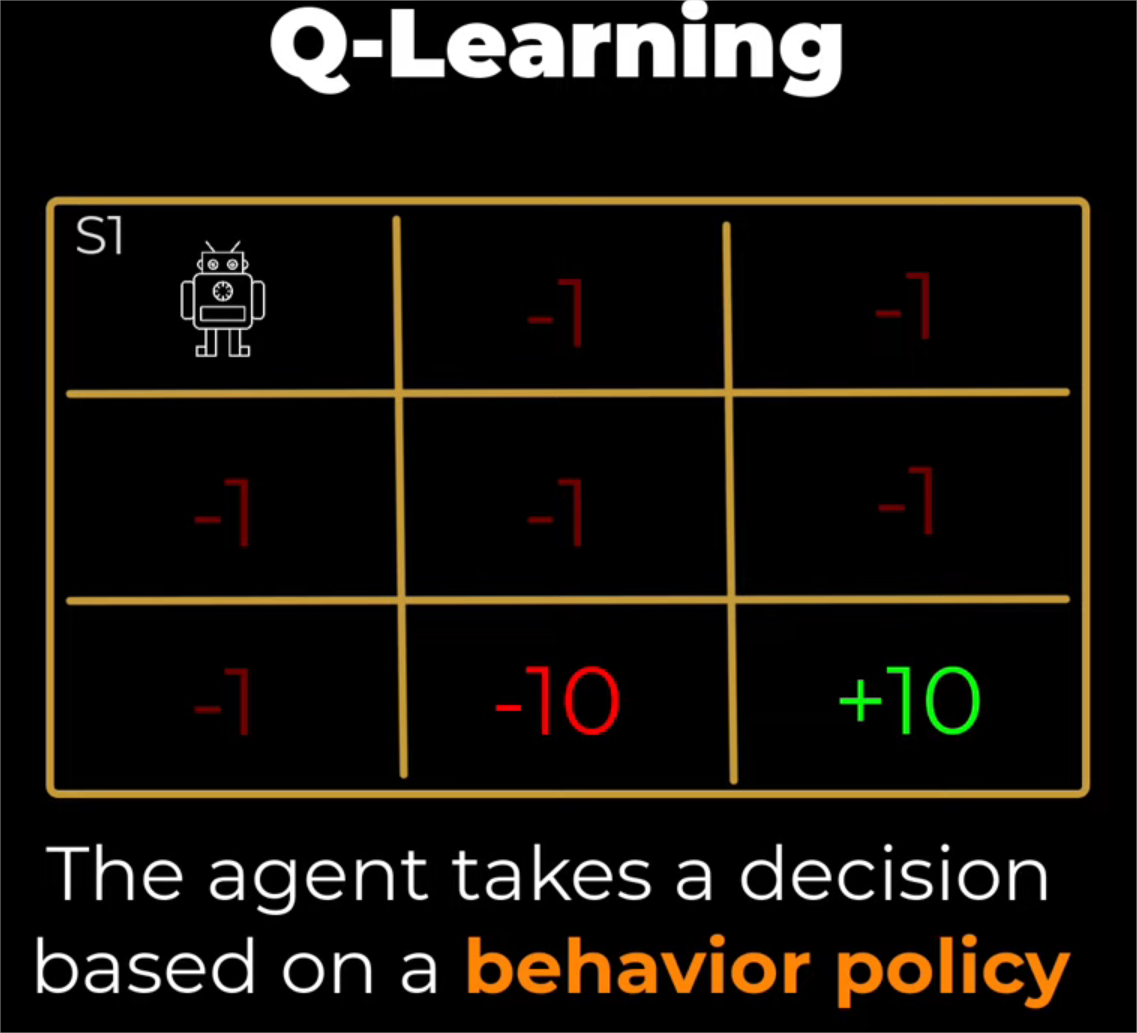 Q-Learning
S1
-1 -1
-1 -1 -1
-1 -10 +10
The agent takes a decision
based on a behavior policy